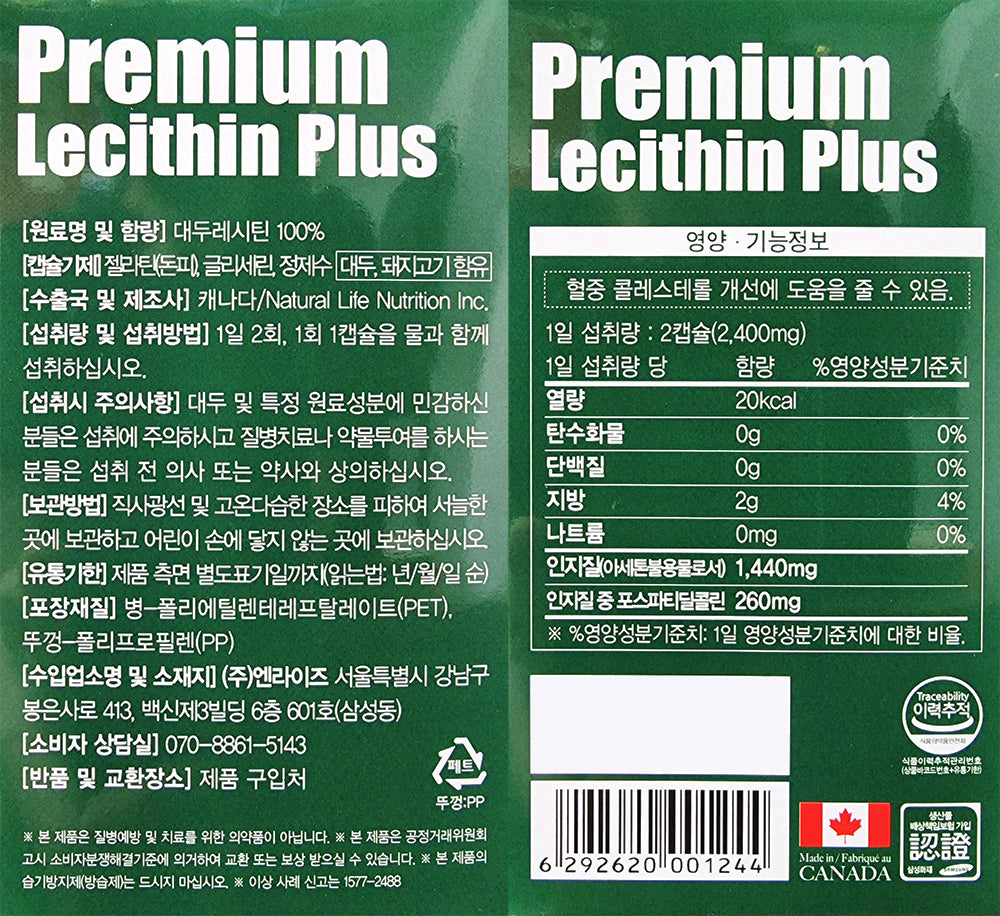 Premium
Lecithin Plus
[원료명 및 함량] 대두레시틴 100%
[캡슐기제] 젤라틴(돈피), 글리세린, 정제수 대두, 돼지고기 함유
[수출국 및 제조사] 캐나다/Natural Life Nutrition Inc.
[섭취량 및 섭취방법] 1일 2회, 1회 1캡슐을 물과 함께
섭취하십시오.
[섭취시 주의사항] 대두 및 특정 원료성분에 민감하신
분들은 섭취에 주의하시고 질병치료나 약물투여를 하시는
분들은 섭취 전 의사 또는 약사와 상의하십시오.
[보관방법] 직사광선 및 고온다습한 장소를 피하여 서늘한
곳에 보관하고 어린이 손에 닿지 않는 곳에 보관하십시오.
[유통기한] 제품 측면 별도표기일까지(읽는법: 년/월/일 순)
[포장재질] 병-폴리에틸렌테레프탈레이트(PET),
뚜껑-폴리프로필렌(PP)
[수입업소명 및 소재지] (주)엔라이즈 서울특별시 강남구
봉은사로 413, 백신제3빌딩 6층 601호(삼성동)
[소비자 상담실] 070-8861-5143
[반품 및 교환장소] 제품 구입처
페트
뚜껑:PP
※ 본 제품은 질병예방 및 치료를 위한 의약품이 아닙니다. ※ 본 제품은 공정거래위원회
고시 소비자분쟁해결기준에 의거하여 교환 또는 보상 받으실 수 있습니다. ※ 본 제품의
습기방지제(방습제)는 드시지 마십시오. ※ 이상 사례 신고는 1577-2488
Premium
Lecithin Plus
영양 · 기능정보
혈중 콜레스테롤 개선에 도움을 줄 수 있음.
1일 섭취량 : 2캡슐(2,400mg)
1일 섭취량 당 함량 %영양성분기준치
열량 20kcal
탄수화물 0g 0%
단백질 0g 0%
지방 2g 4%
나트륨 0mg 0%
인지질(아세톤불용물로서) 1,440mg
인지질 중 포스파티딜콜린 260mg
※ %영양성분기준치: 1일 영양성분기준치에 대한 비율.
Traceability
이력추적
식품의약품안전처
식품이력추적관리번호
(상품바코드번호+유통기한)
6 292620 001244
Made in / Fabriqué au
CANADA
생산물
배상책임보험 가입
認證
삼성화재 SAMSUNG